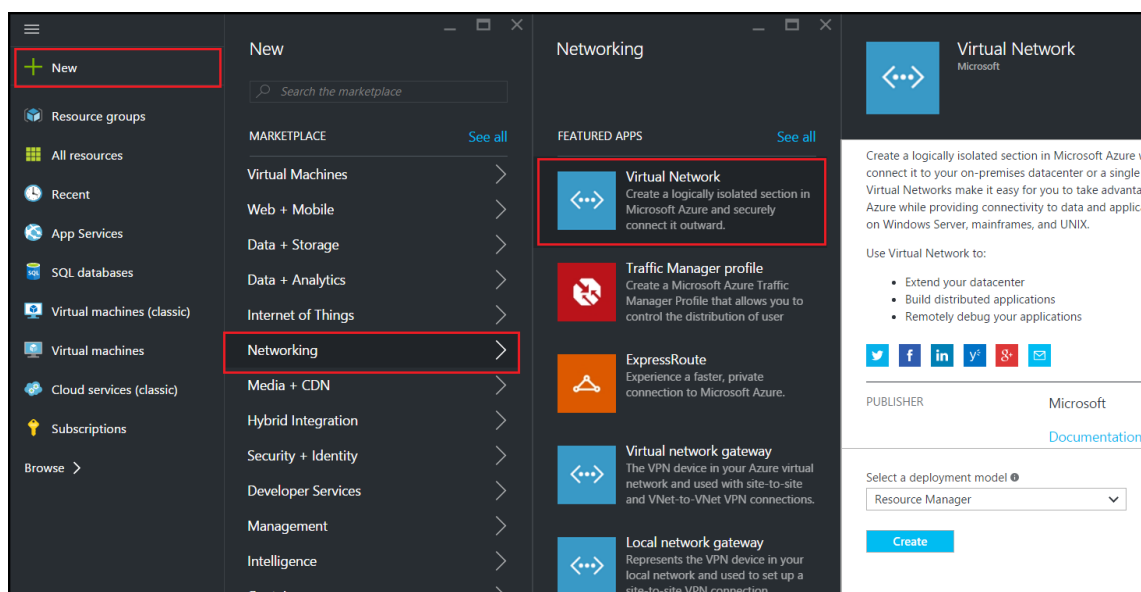 New
Resource groups
All resources
Recent
App Services
SQL
SQL databases
Virtual machines (classic)
Virtual machines
Cloud services (classic)
Subscriptions
Browse
New
Search the marketplace
MARKETPLACE
See all
Virtual Machines
Web + Mobile
Data + Storage
Data + Analytics
Internet of Things
Networking
Media + CDN
Hybrid Integration
Security + Identity
Developer Services
Management
Intelligence
Networking
FEATURED APPS
See all
Virtual Network
Create a logically isolated section in
Microsoft Azure and securely
connect it outward.
Traffic Manager profile
Create a Microsoft Azure Traffic
Manager Profile that allows you to
control the distribution of user
ExpressRoute
Experience a faster, private
connection to Microsoft Azure.
Virtual network gateway
The VPN device in your Azure virtual
network and used with site-to-site
and VNet-to-VNet VPN connections.
Local network gateway
Represents the VPN device in your
local network and used to set up a
site-to-site VPN connection
Virtual Network
Microsoft
Create a logically isolated section in Microsoft Azure
connect it to your on-premises datacenter or a single
Virtual Networks make it easy for you to take advanta
Azure while providing connectivity to data and applic
on Windows Server, mainframes, and UNIX.
Use Virtual Network to:
• Extend your datacenter
• Build distributed applications
• Remotely debug your applications
PUBLISHER
Microsoft
Documentation
Select a deployment model
Resource Manager
Create